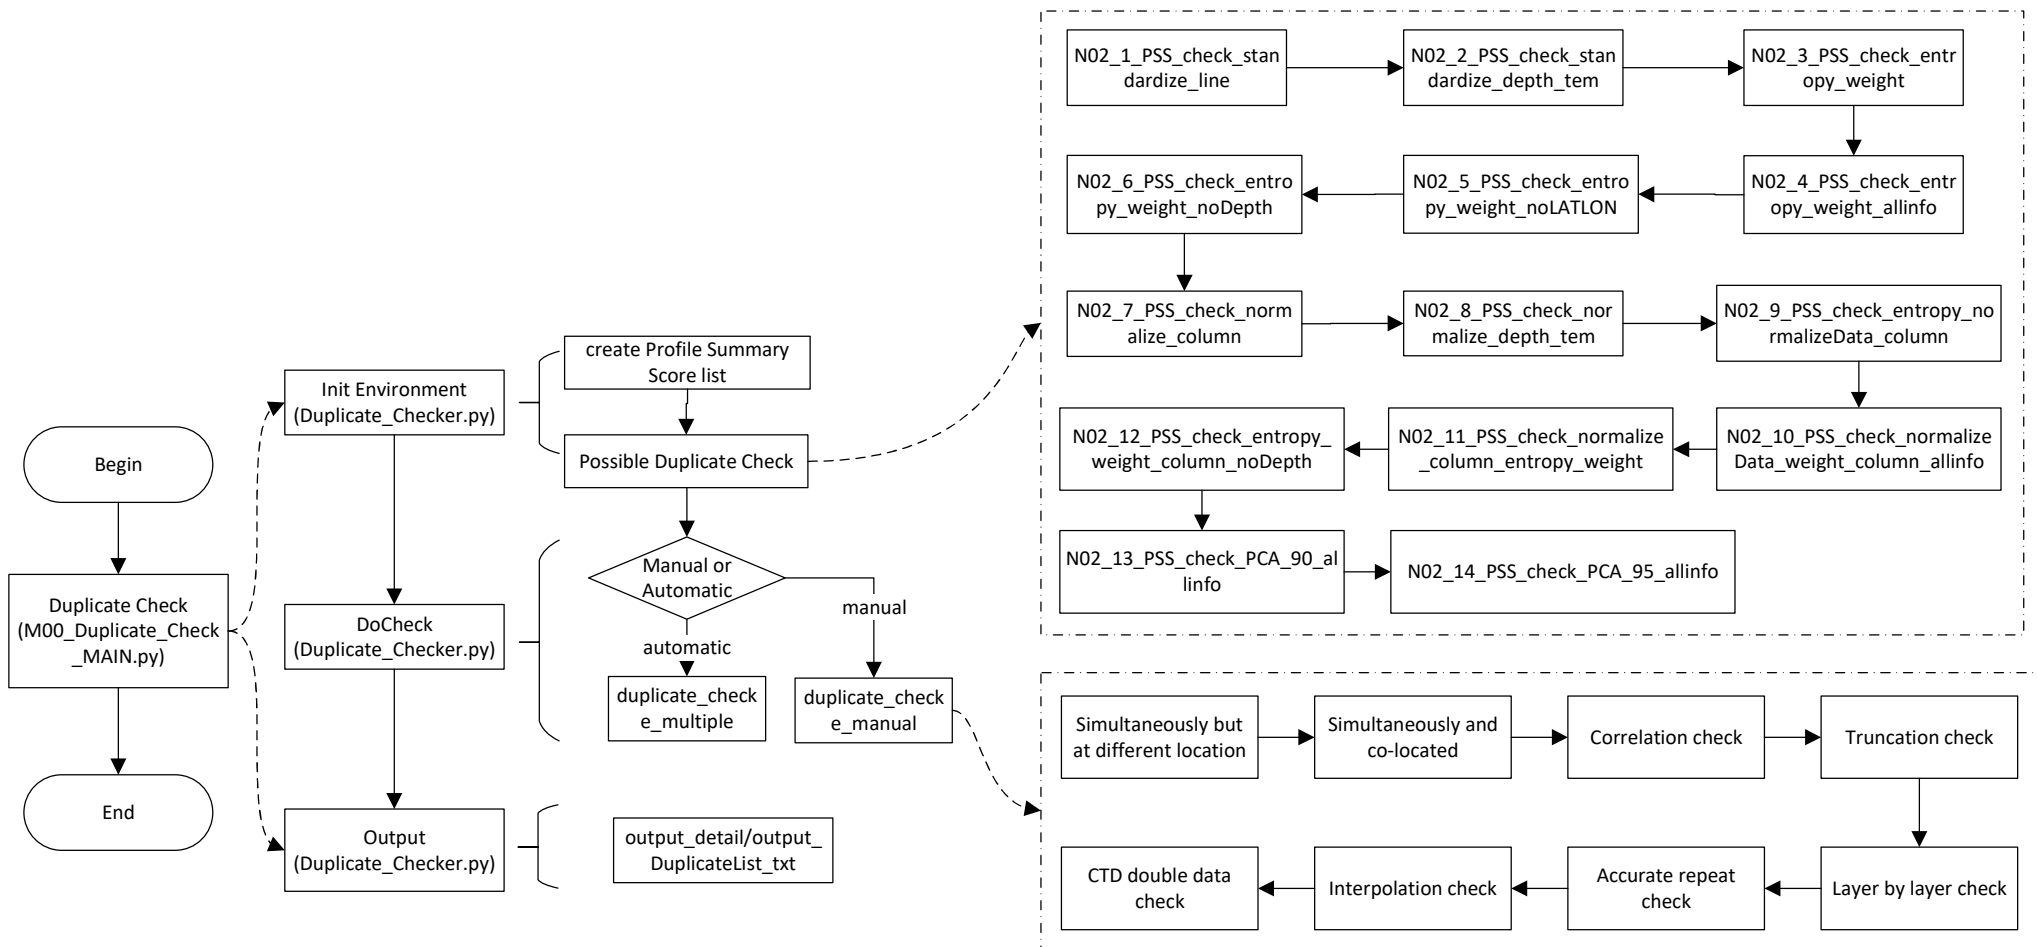 Begin
Duplicate Check
(M00_Duplicate_Check
_MAIN.py)
End
Init Environment
(Duplicate_Checker.py)
DoCheck
(Duplicate_Checker.py)
Output
(Duplicate_Checker.py)
create Profile Summary
Score list
Possible Duplicate Check
Manual or
Automatic
automatic
manual
duplicate_check
e_multiple
duplicate_chec
e_manual
output_detail/output_
DuplicateList_txt
N02_1_PSS_check_stan
dardize_line
N02_2_PSS_check_stan
dardize_depth_tem
N02_3_PSS_check_entr
opy_weight
N02_4_PSS_check_entr
opy_weight_allinfo
N02_5_PSS_check_entro
py_weight_noLATLON
N02_6_PSS_check_entro
py_weight_noDepth
N02_7_PSS_check_norm
alize_column
N02_8_PSS_check_nor
malize_depth_tem
N02_9_PSS_check_entropy_no
rmalizeData_column
N02_10_PSS_check_normalize
Data_weight_column_allinfo
N02_11_PSS_check_normalize
_column_entropy_weight
N02_12_PSS_check_entropy_
weight_column_noDepth
N02_13_PSS_check_PCA_90_al
linfo
N02_14_PSS_check_PCA_95_allinfo
Simultaneously but
at different location
Simultaneously and
co-located
Correlation check
Truncation check
Layer by layer check
Accurate repeat
check
Interpolation check
CTD double data
check